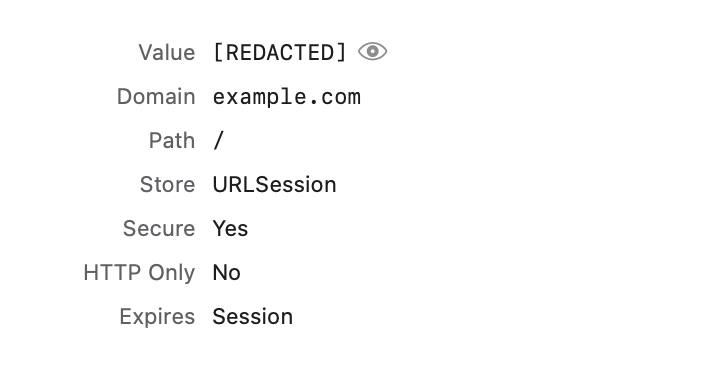 Value [REDACTED]
Domain example.com
Path /
Store URLSession
Secure Yes
HTTP Only No
Expires Session